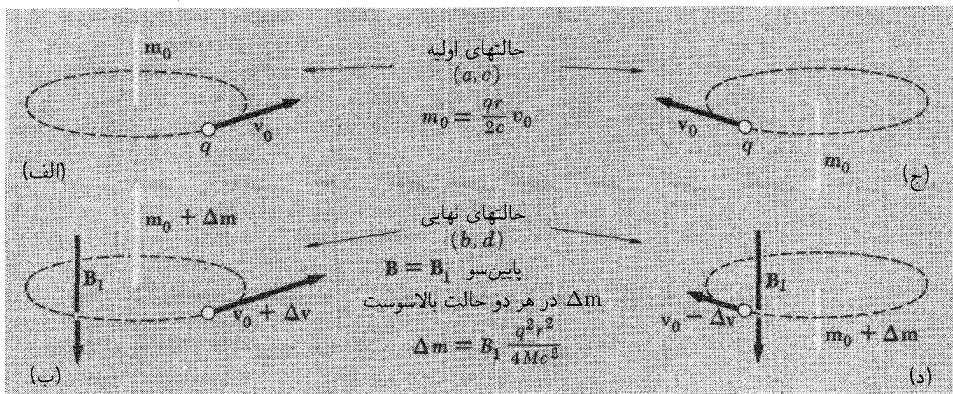 m₀
v₀
q
(الف)
حالتهای اولیه
(a, c)
m₀ = qr/2c v₀
v₀
q
m₀
(ج)
m₀ + Δm
B₁
v₀ + Δv
(ب)
حالتهای نهایی
(b, d)
پایین‌سو B = B₁
Δm در هر دو حالت بالاسوست
Δm = B₁ q²r²/4Mc²
B₁
v₀ − Δv
m₀ + Δm
(د)